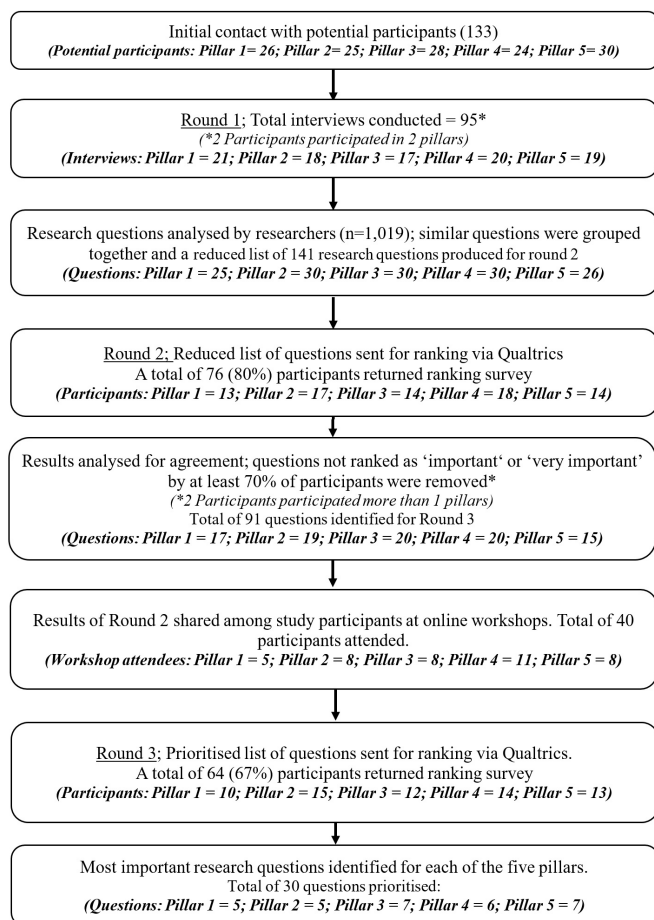 Initial contact with potential participants (133)
(Potential participants: Pillar 1= 26; Pillar 2= 25; Pillar 3= 28; Pillar 4= 24; Pillar 5= 30)
Round 1; Total interviews conducted = 95*
(*2 Participants participated in 2 pillars)
(Interviews: Pillar 1 = 21; Pillar 2 = 18; Pillar 3 = 17; Pillar 4 = 20; Pillar 5 = 19)
Research questions analysed by researchers (n=1,019); similar questions were grouped
together and a reduced list of 141 research questions produced for round 2
(Questions: Pillar 1 = 25; Pillar 2 = 30; Pillar 3 = 30; Pillar 4 = 30; Pillar 5 = 26)
Round 2; Reduced list of questions sent for ranking via Qualtrics
A total of 76 (80%) participants returned ranking survey
(Participants: Pillar 1 = 13; Pillar 2 = 17; Pillar 3 = 14; Pillar 4 = 18; Pillar 5 = 14)
Results analysed for agreement; questions not ranked as ‘important‘ or ‘very important’
by at least 70% of participants were removed*
(*2 Participants participated more than 1 pillars)
Total of 91 questions identified for Round 3
(Questions: Pillar 1 = 17; Pillar 2 = 19; Pillar 3 = 20; Pillar 4 = 20; Pillar 5 = 15)
Results of Round 2 shared among study participants at online workshops. Total of 40
participants attended.
(Workshop attendees: Pillar 1 = 5; Pillar 2 = 8; Pillar 3 = 8; Pillar 4 = 11; Pillar 5 = 8)
Round 3; Prioritised list of questions sent for ranking via Qualtrics.
A total of 64 (67%) participants returned ranking survey
(Participants: Pillar 1 = 10; Pillar 2 = 15; Pillar 3 = 12; Pillar 4 = 14; Pillar 5 = 13)
Most important research questions identified for each of the five pillars.
Total of 30 questions prioritised:
(Questions: Pillar 1 = 5; Pillar 2 = 5; Pillar 3 = 7; Pillar 4 = 6; Pillar 5 = 7)